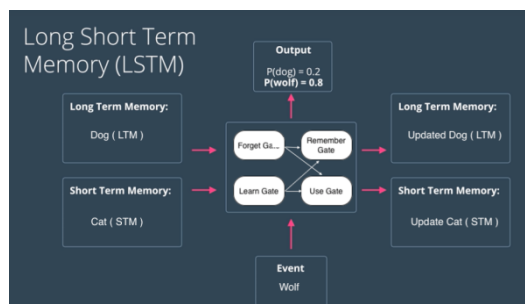 Long Short Term
Memory (LSTM)
Output
P(dog) = 0.2
P(wolf) = 0.8
Long Term Memory:
Dog ( LTM )
Forget Ga...
Remember
Gate
Long Term Memory:
Updated Dog ( LTM )
Short Term Memory:
Cat ( STM )
Learn Gate
Use Gate
Short Term Memory:
Update Cat ( STM )
Event
Wolf